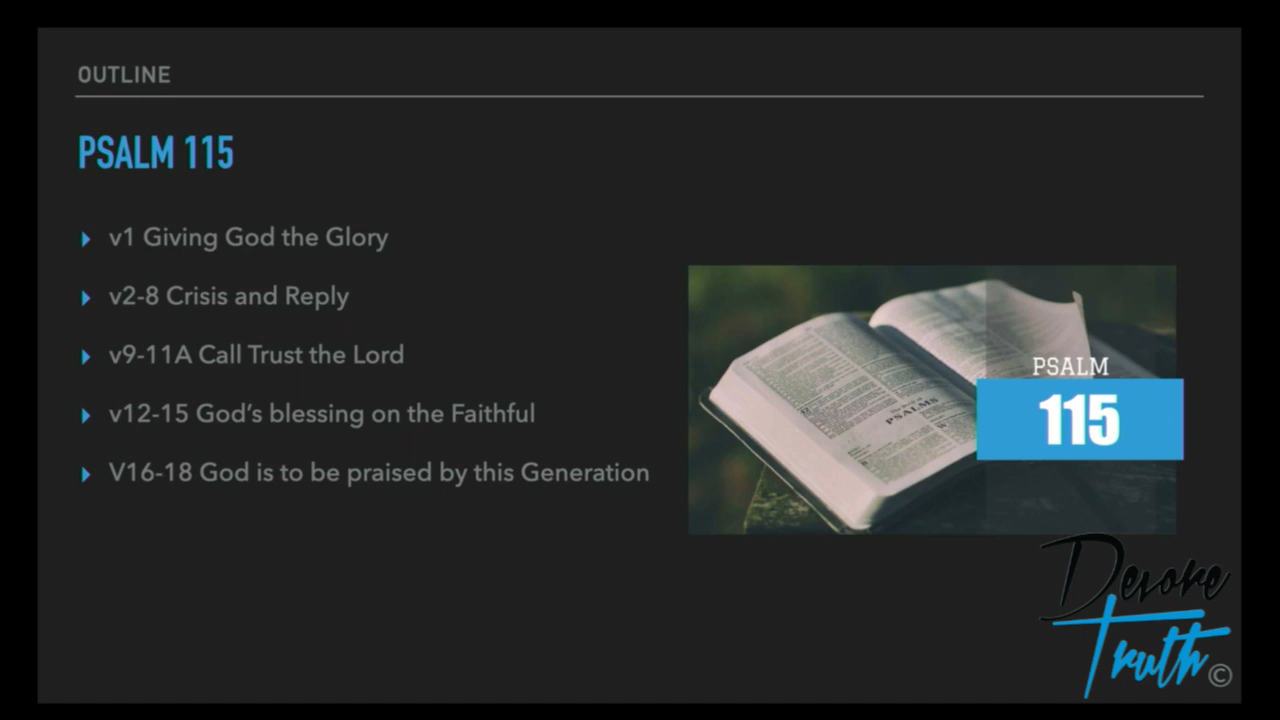 OUTLINE
PSALM 115
v1 Giving God the Glory
v2-8 Crisis and Reply
v9-11A Call Trust the Lord
v12-15 God's blessing on the Faithful
V16-18 God is to be praised by this Generation
PSALMS
PSALM
115
Devore
Truth ©